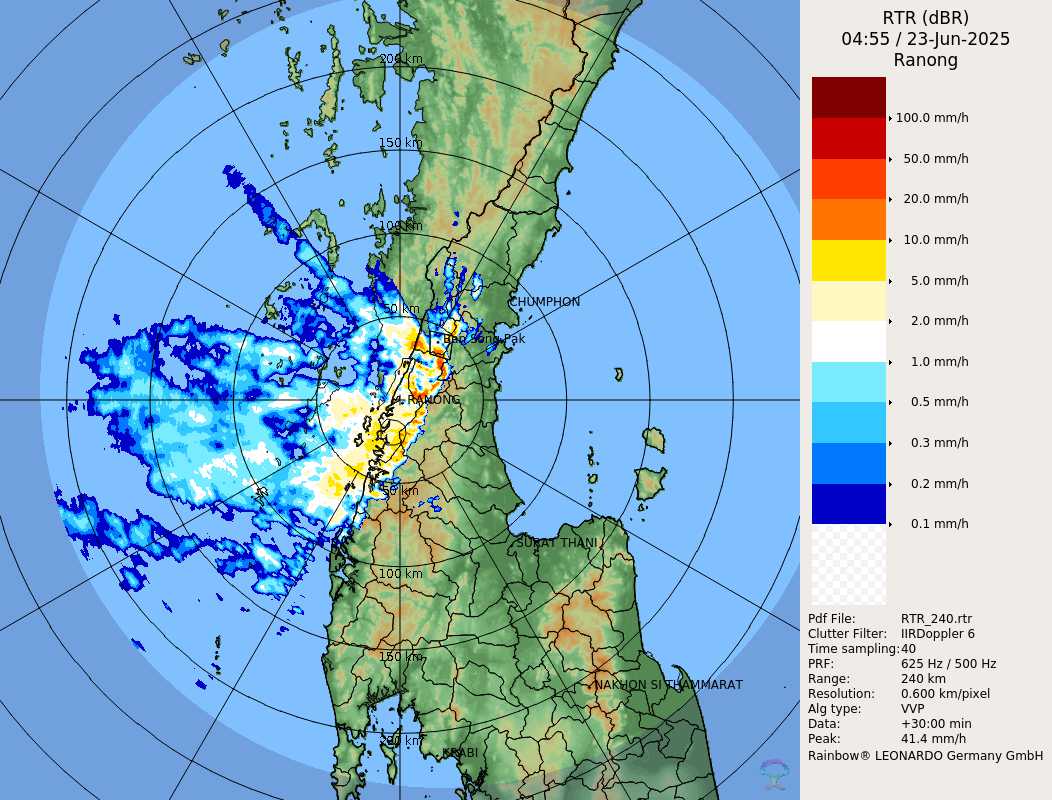 RTR (dBR)
04:55 / 23-Jun-2025
Ranong
100.0 mm/h
50.0 mm/h
20.0 mm/h
10.0 mm/h
5.0 mm/h
2.0 mm/h
1.0 mm/h
0.5 mm/h
0.3 mm/h
0.2 mm/h
0.1 mm/h
Pdf File: RTR_240.rtr
Clutter Filter: IIRDoppler 6
Time sampling:40
PRF: 625 Hz / 500 Hz
Range: 240 km
Resolution: 0.600 km/pixel
Alg type: VVP
Data: +30:00 min
Peak: 41.4 mm/h
Rainbow® LEONARDO Germany GmbH
200 km
150 km
100 km
50 km
CHUMPHON
Ban Song Pak
RANONG
50 km
SURAT THANI
100 km
150 km
NAKHON SI THAMMARAT
200 km
KRABI